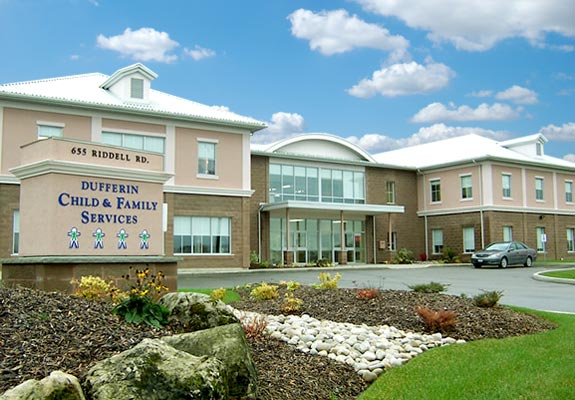 655 RIDDELL RD.
DUFFERIN
CHILD & FAMILY
SERVICES